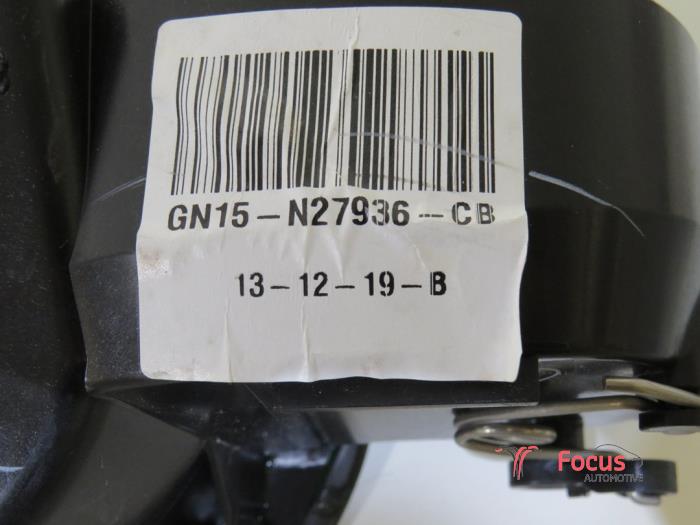 GN15-N27936-CB
13-12-19-B
Focus
AUTOMOTIVE